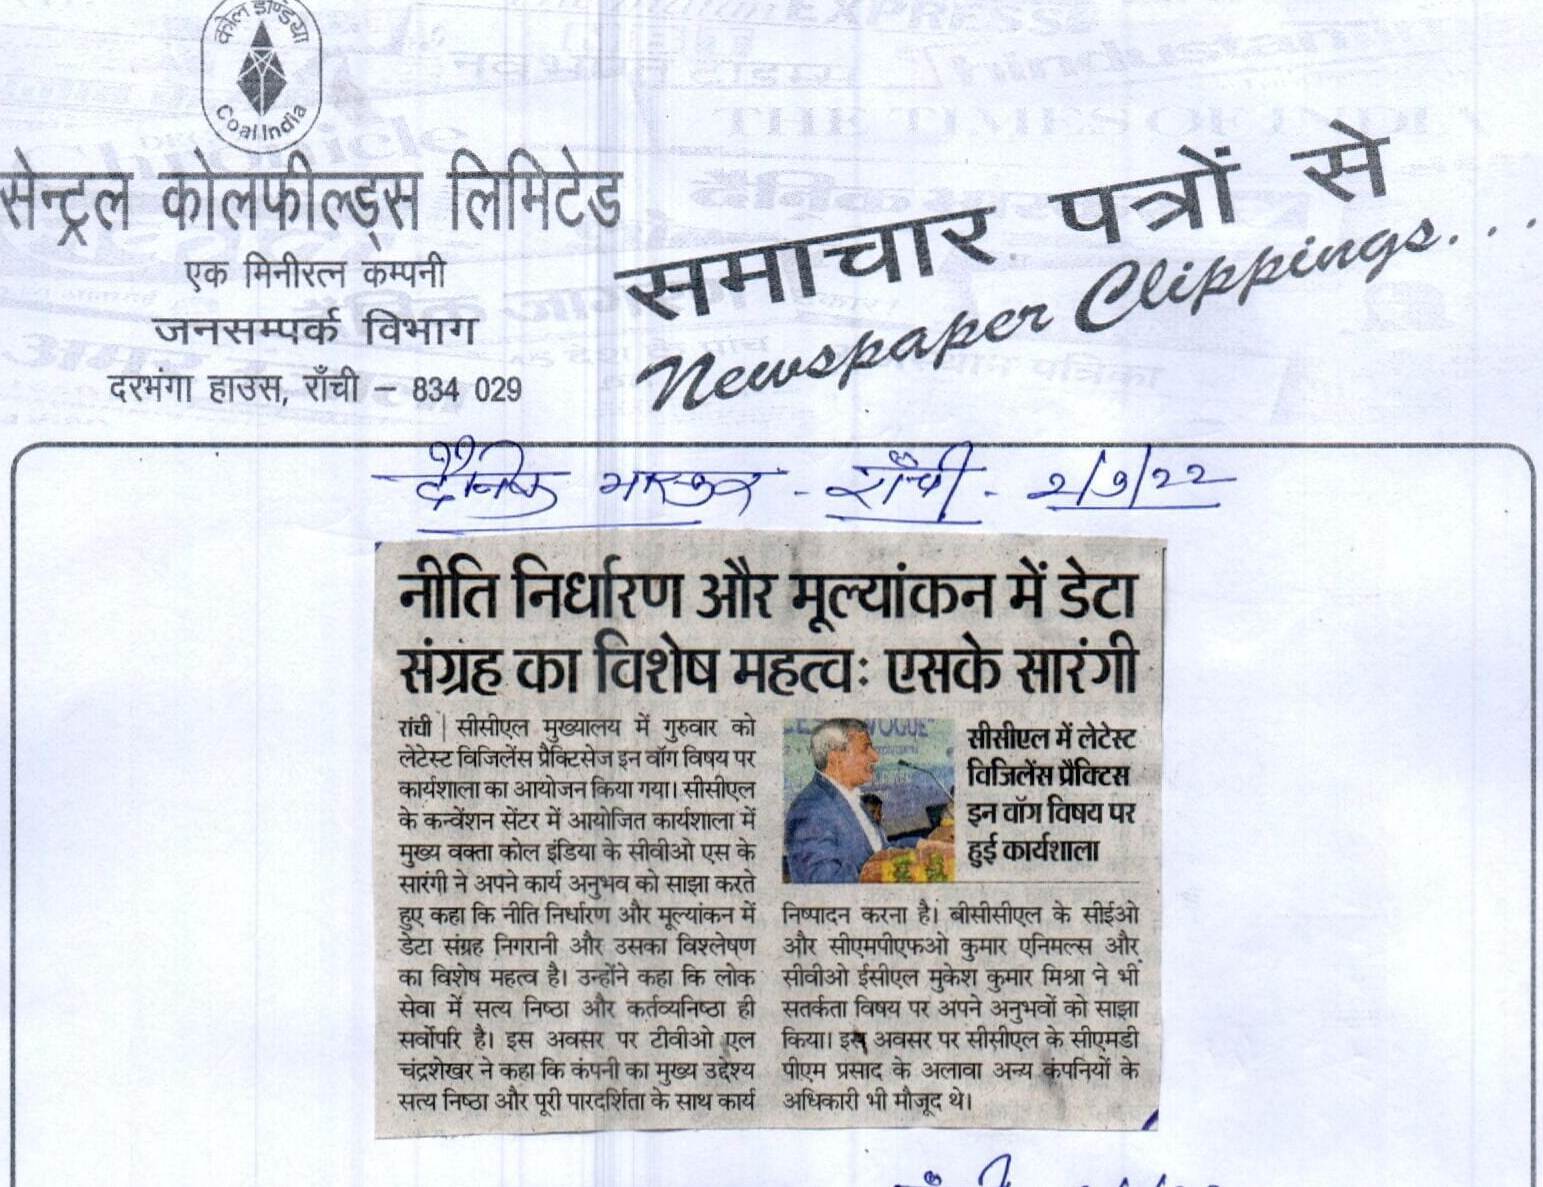 कोल इण्डिया
Coal India
सेन्ट्रल कोलफील्ड्स लिमिटेड
एक मिनीरत्न कम्पनी
जनसम्पर्क विभाग
दरभंगा हाउस, राँची – 834 029
समाचार पत्रों से
Newspaper Clippings...
दैनिक भास्कर - राँची - 2/9/22
नीति निर्धारण और मूल्यांकन में डेटा
संग्रह का विशेष महत्व: एसके सारंगी
रांची | सीसीएल मुख्यालय में गुरुवार को
लेटेस्ट विजिलेंस प्रैक्टिसेज इन वॉग विषय पर
कार्यशाला का आयोजन किया गया। सीसीएल
के कन्वेंशन सेंटर में आयोजित कार्यशाला में
मुख्य वक्ता कोल इंडिया के सीवीओ एस के
सारंगी ने अपने कार्य अनुभव को साझा करते
हुए कहा कि नीति निर्धारण और मूल्यांकन में
डेटा संग्रह निगरानी और उसका विश्लेषण
का विशेष महत्व है। उन्होंने कहा कि लोक
सेवा में सत्य निष्ठा और कर्तव्यनिष्ठा ही
सर्वोपरि है। इस अवसर पर टीवीओ एल
चंद्रशेखर ने कहा कि कंपनी का मुख्य उद्देश्य
सत्य निष्ठा और पूरी पारदर्शिता के साथ कार्य
VOGUE"
सीसीएल में लेटेस्ट
विजिलेंस प्रैक्टिस
इन वॉग विषय पर
हुई कार्यशाला
निष्पादन करना है। बीसीसीएल के सीईओ
और सीएमपीएफओ कुमार एनिमल्स और
सीवीओ ईसीएल मुकेश कुमार मिश्रा ने भी
सतर्कता विषय पर अपने अनुभवों को साझा
किया। इस अवसर पर सीसीएल के सीएमडी
पीएम प्रसाद के अलावा अन्य कंपनियों के
अधिकारी भी मौजूद थे।